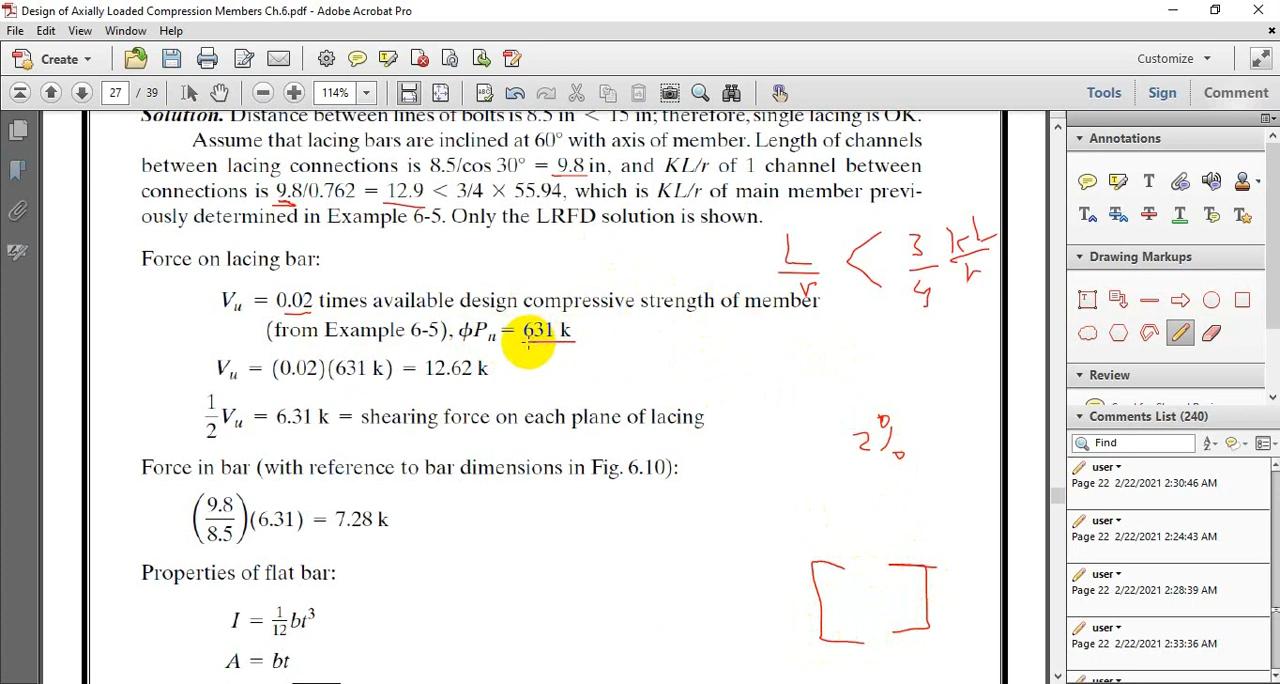 Design of Axially Loaded Compression Members Ch.6.pdf - Adobe Acrobat Pro
File Edit View Window Help
Create
Customize
27 / 39
114%
Tools Sign Comment
Solution. Distance between lines of bolts is 8.5 in < 15 in; therefore, single lacing is OK.
Assume that lacing bars are inclined at 60° with axis of member. Length of channels
between lacing connections is 8.5/cos 30° = 9.8 in, and KL/r of 1 channel between
connections is 9.8/0.762 = 12.9 < 3/4 × 55.94, which is KL/r of main member previ-
ously determined in Example 6-5. Only the LRFD solution is shown.
L/r < 3/4 kL/r
Force on lacing bar:
Vu = 0.02 times available design compressive strength of member
(from Example 6-5), ϕPn = 631 k
Vu = (0.02)(631 k) = 12.62 k
1/2 Vu = 6.31 k = shearing force on each plane of lacing
2%
Force in bar (with reference to bar dimensions in Fig. 6.10):
(9.8/8.5)(6.31) = 7.28 k
Properties of flat bar:
I = 1/12 bt³
A = bt
Annotations
Drawing Markups
Review
Comments List (240)
Find
user
Page 22 2/22/2021 2:30:46 AM
user
Page 22 2/22/2021 2:24:43 AM
user
Page 22 2/22/2021 2:28:39 AM
user
Page 22 2/22/2021 2:33:36 AM